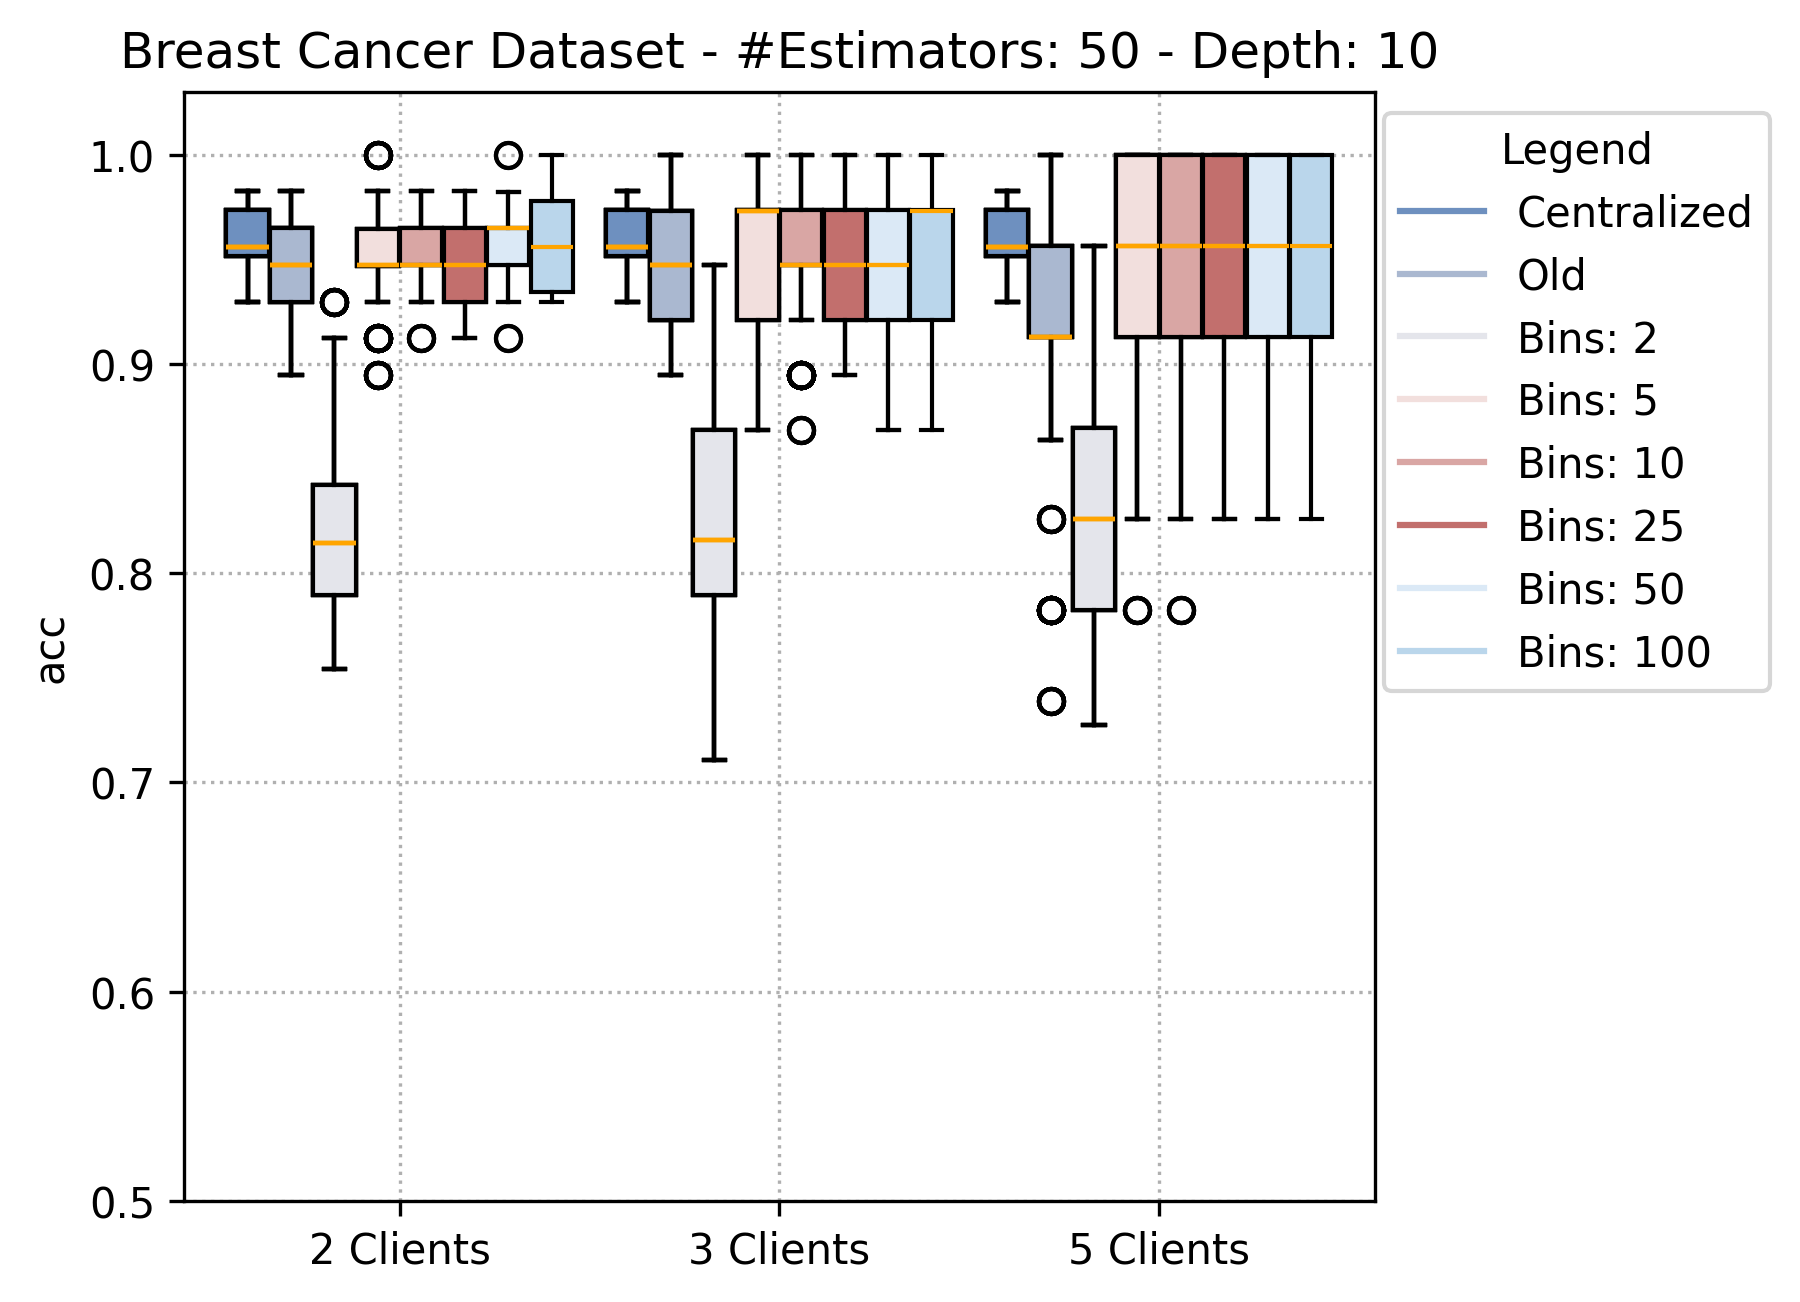 Breast Cancer Dataset - #Estimators: 50 - Depth: 10
acc
1.0
0.9
0.8
0.7
0.6
0.5
2 Clients
3 Clients
5 Clients
Legend
Centralized
Old
Bins: 2
Bins: 5
Bins: 10
Bins: 25
Bins: 50
Bins: 100